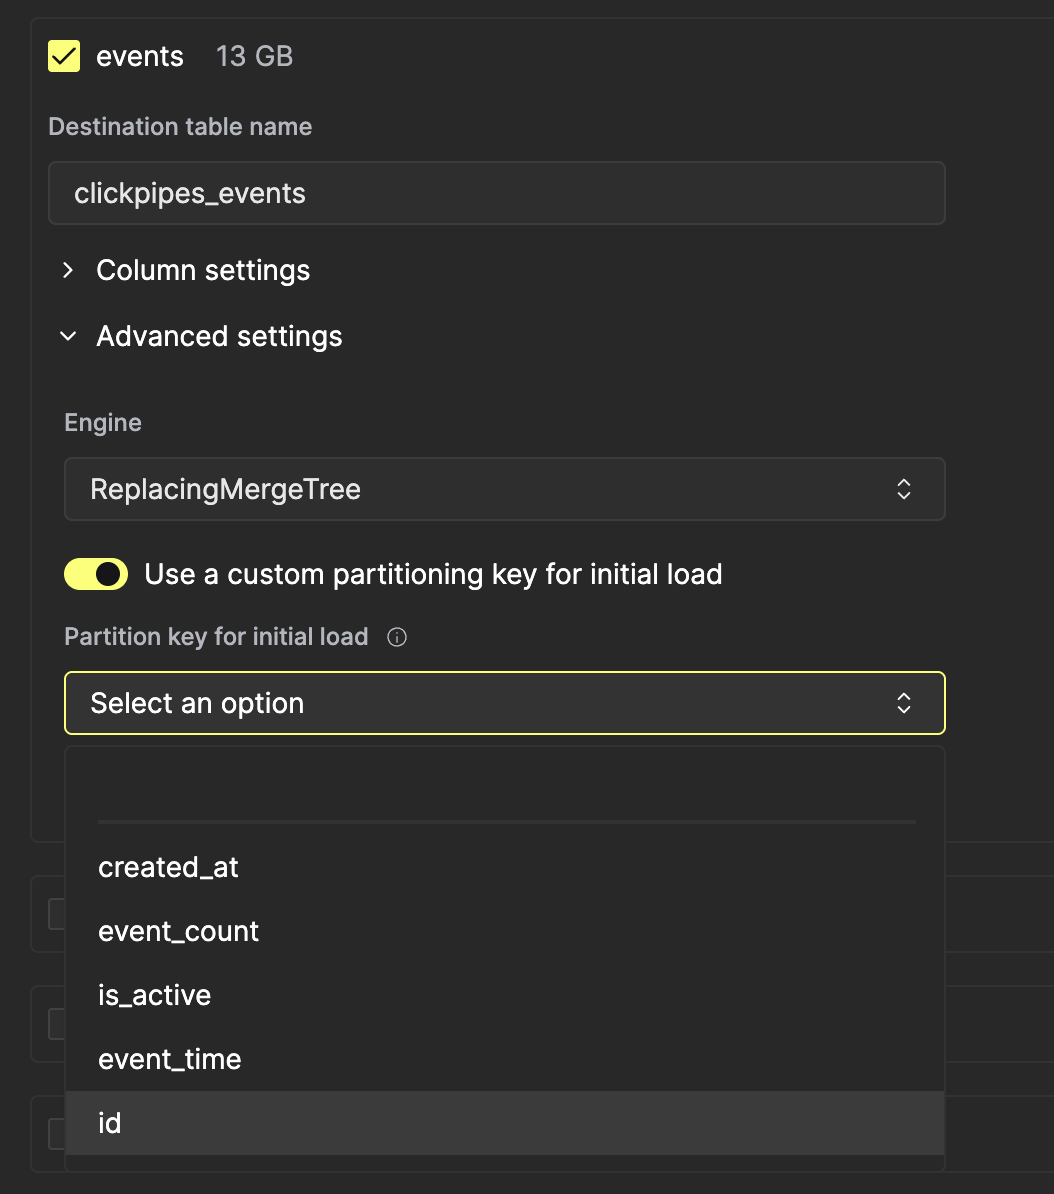 events 13 GB
Destination table name
clickpipes_events
Column settings
Advanced settings
Engine
ReplacingMergeTree
Use a custom partitioning key for initial load
Partition key for initial load
Select an option
created_at
event_count
is_active
event_time
id